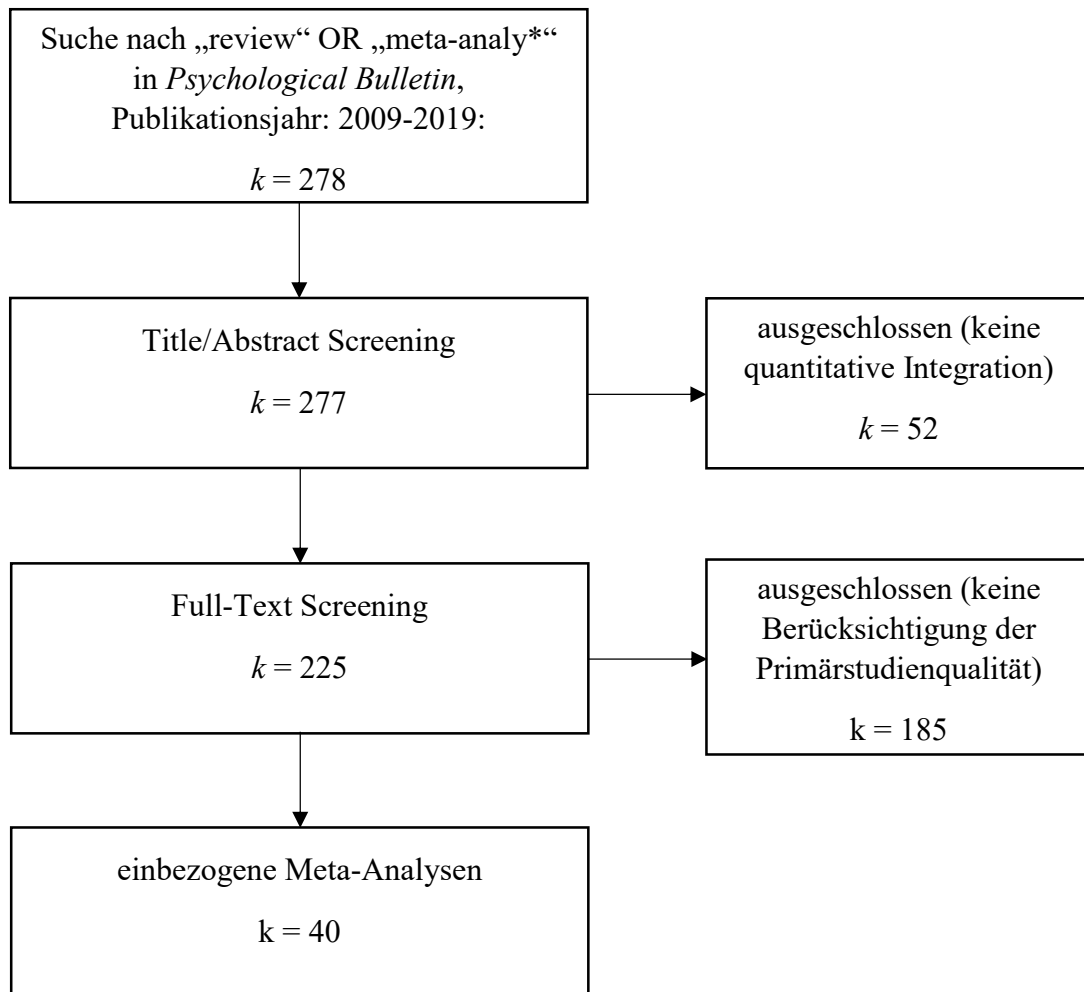 Suche nach „review“ OR „meta-analy*“
in Psychological Bulletin,
Publikationsjahr: 2009-2019:
k = 278
Title/Abstract Screening
k = 277
ausgeschlossen (keine
quantitative Integration)
k = 52
Full-Text Screening
k = 225
ausgeschlossen (keine
Berücksichtigung der
Primärstudienqualität)
k = 185
einbezogene Meta-Analysen
k = 40